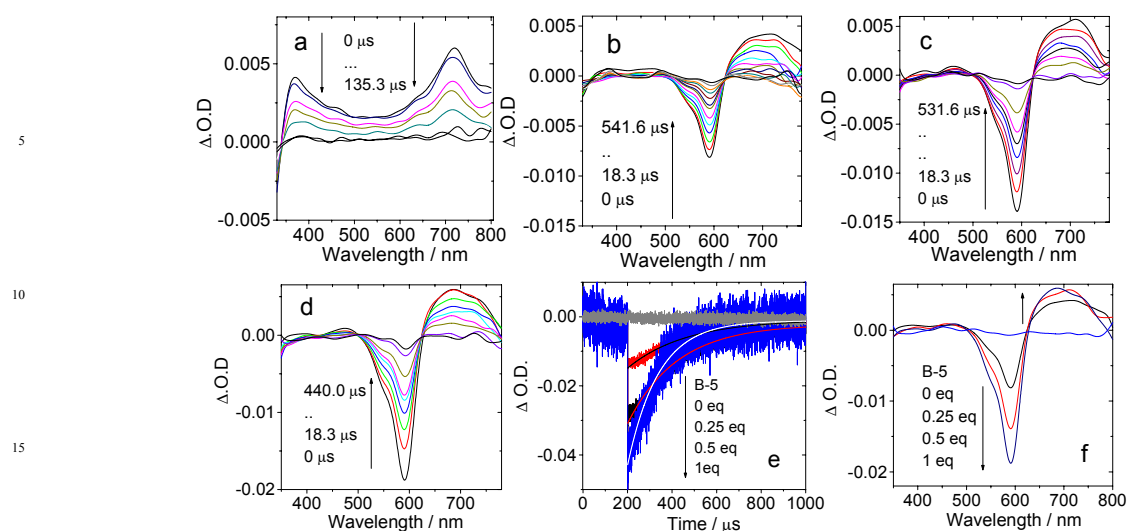 5
10
15
a
0 μs
...
135.3 μs
0.005
0.000
-0.005
Δ.O.D
400 500 600 700 800
Wavelength / nm
b
541.6 μs
..
18.3 μs
0 μs
0.005
0.000
-0.005
-0.010
-0.015
Δ.O.D
400 500 600 700
Wavelength / nm
c
531.6 μs
..
..
18.3 μs
0 μs
0.005
0.000
-0.005
-0.010
-0.015
Δ.O.D
400 500 600 700
Wavelength / nm
d
440.0 μs
..
18.3 μs
0 μs
0.00
-0.01
-0.02
Δ.O.D
400 500 600 700
Wavelength / nm
e
B-5
0 eq
0.25 eq
0.5 eq
1eq
0.00
-0.02
-0.04
Δ O.D
0 200 400 600 800 1000
Time / μs
f
B-5
0 eq
0.25 eq
0.5 eq
1 eq
0.00
-0.01
-0.02
Δ O.D.
400 500 600 700 800
Wavelength / nm